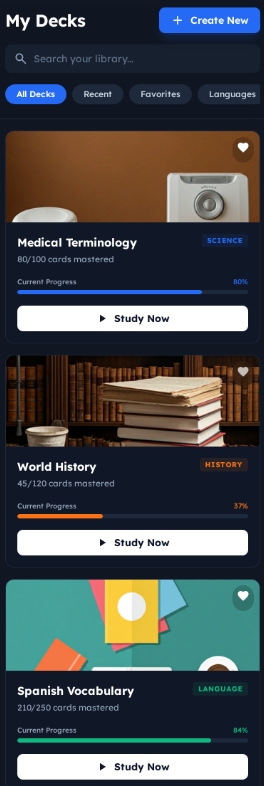 My Decks
+ Create New
Search your library...
All Decks Recent Favorites Languages
Medical Terminology SCIENCE
80/100 cards mastered
Current Progress 80%
Study Now
World History HISTORY
45/120 cards mastered
Current Progress 37%
Study Now
Spanish Vocabulary LANGUAGE
210/250 cards mastered
Current Progress 84%
Study Now